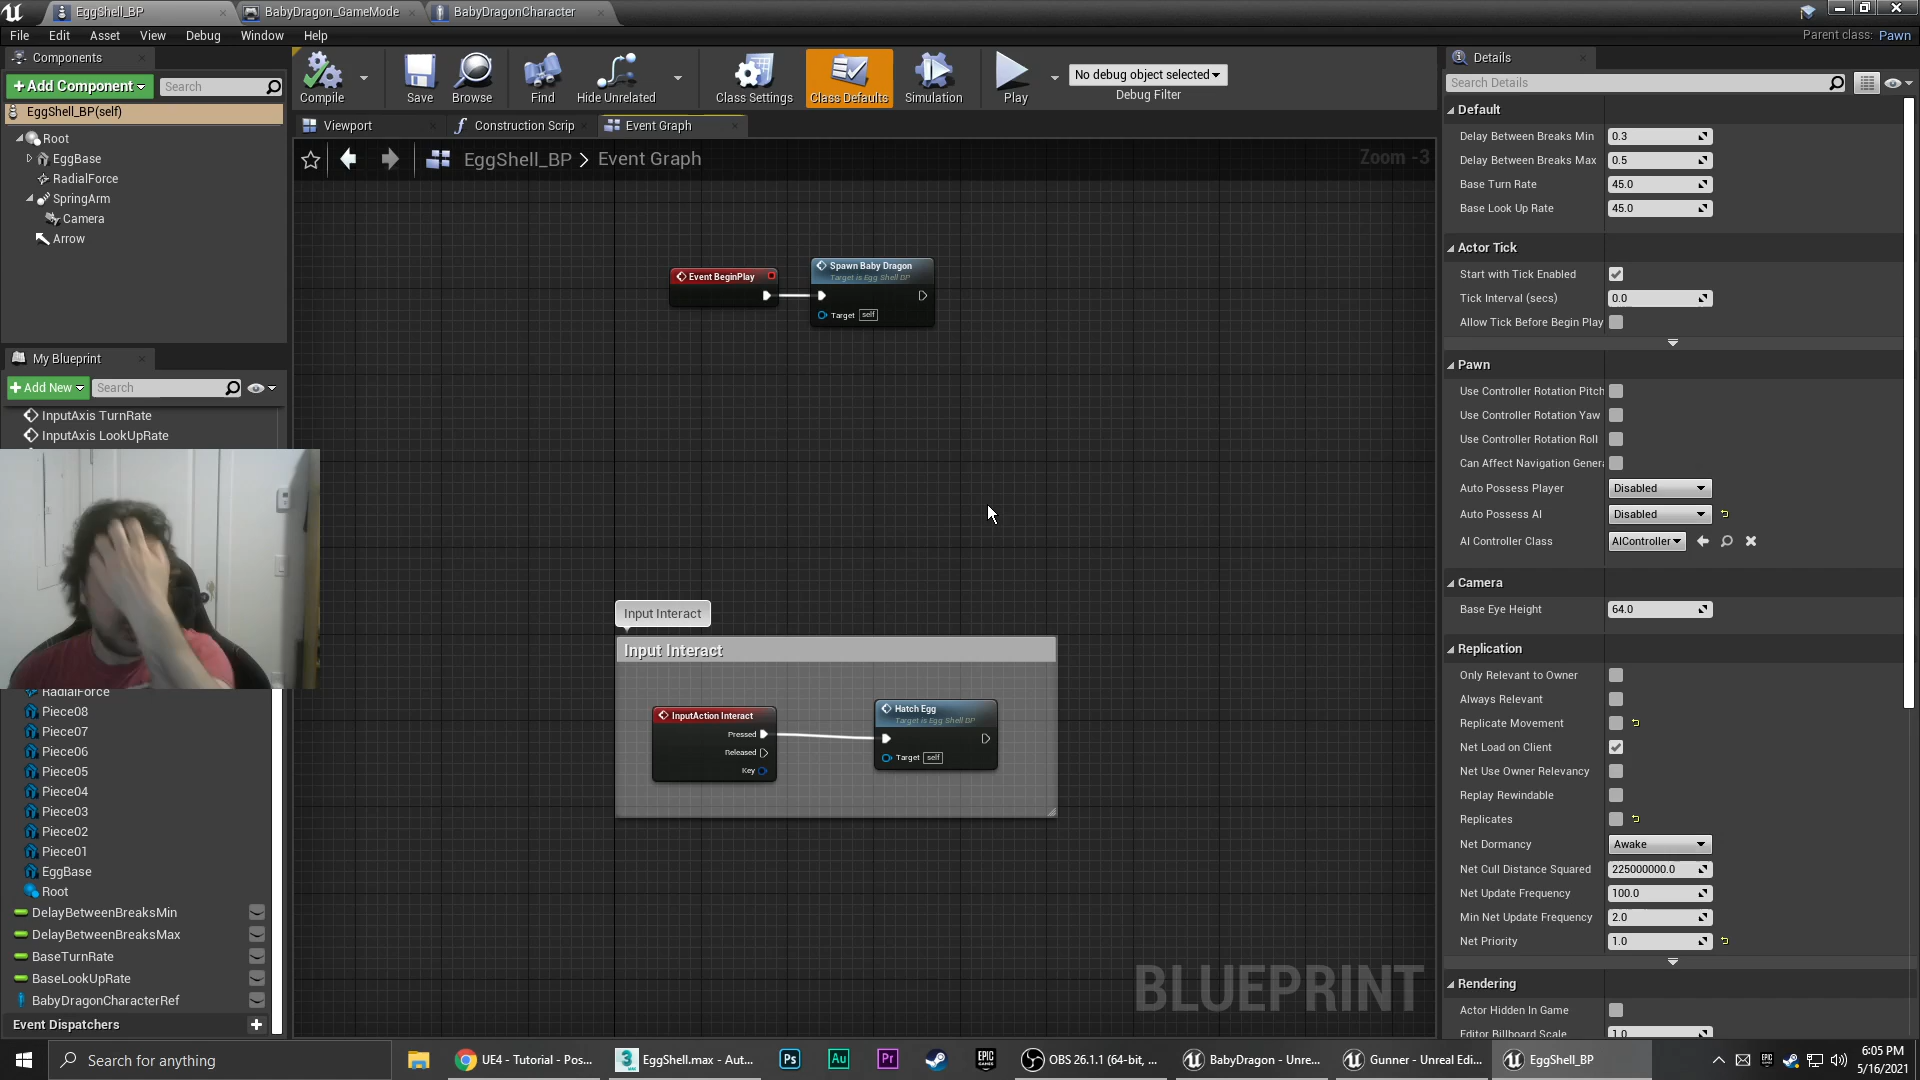 EggShell_BP
BabyDragon_GameMode
BabyDragonCharacter
File Edit Asset View Debug Window Help
Parent class: Pawn
Components
Add Component
Search
EggShell_BP(self)
Root
EggBase
RadialForce
SpringArm
Camera
Arrow
My Blueprint
Add New
Search
InputAxis TurnRate
InputAxis LookUpRate
RadialForce
Piece08
Piece07
Piece06
Piece05
Piece04
Piece03
Piece02
Piece01
EggBase
Root
DelayBetweenBreaksMin
DelayBetweenBreaksMax
BaseTurnRate
BaseLookUpRate
BabyDragonCharacterRef
Event Dispatchers
Compile
Save
Browse
Find
Hide Unrelated
Class Settings
Class Defaults
Simulation
Play
No debug object selected
Debug Filter
Viewport
Construction Scrip
Event Graph
EggShell_BP > Event Graph
Zoom -3
Event BeginPlay
Spawn Baby Dragon
Target is Egg Shell BP
Target self
Input Interact
Input Interact
InputAction Interact
Pressed
Released
Key
Hatch Egg
Target is Egg Shell BP
Target self
BLUEPRINT
Details
Search Details
Default
Delay Between Breaks Min 0.3
Delay Between Breaks Max 0.5
Base Turn Rate 45.0
Base Look Up Rate 45.0
Actor Tick
Start with Tick Enabled
Tick Interval (secs) 0.0
Allow Tick Before Begin Play
Pawn
Use Controller Rotation Pitch
Use Controller Rotation Yaw
Use Controller Rotation Roll
Can Affect Navigation Genera
Auto Possess Player Disabled
Auto Possess AI Disabled
AI Controller Class AIController
Camera
Base Eye Height 64.0
Replication
Only Relevant to Owner
Always Relevant
Replicate Movement
Net Load on Client
Net Use Owner Relevancy
Replay Rewindable
Replicates
Net Dormancy Awake
Net Cull Distance Squared 225000000.0
Net Update Frequency 100.0
Min Net Update Frequency 2.0
Net Priority 1.0
Rendering
Actor Hidden In Game
Editor Billboard Scale 1.0
Search for anything
UE4 - Tutorial - Pos...
EggShell.max - Aut...
Ps
Au
Pr
EPIC GAMES
OBS 26.1.1 (64-bit, ...
BabyDragon - Unre...
Gunner - Unreal Edi...
EggShell_BP
6:05 PM
5/16/2021